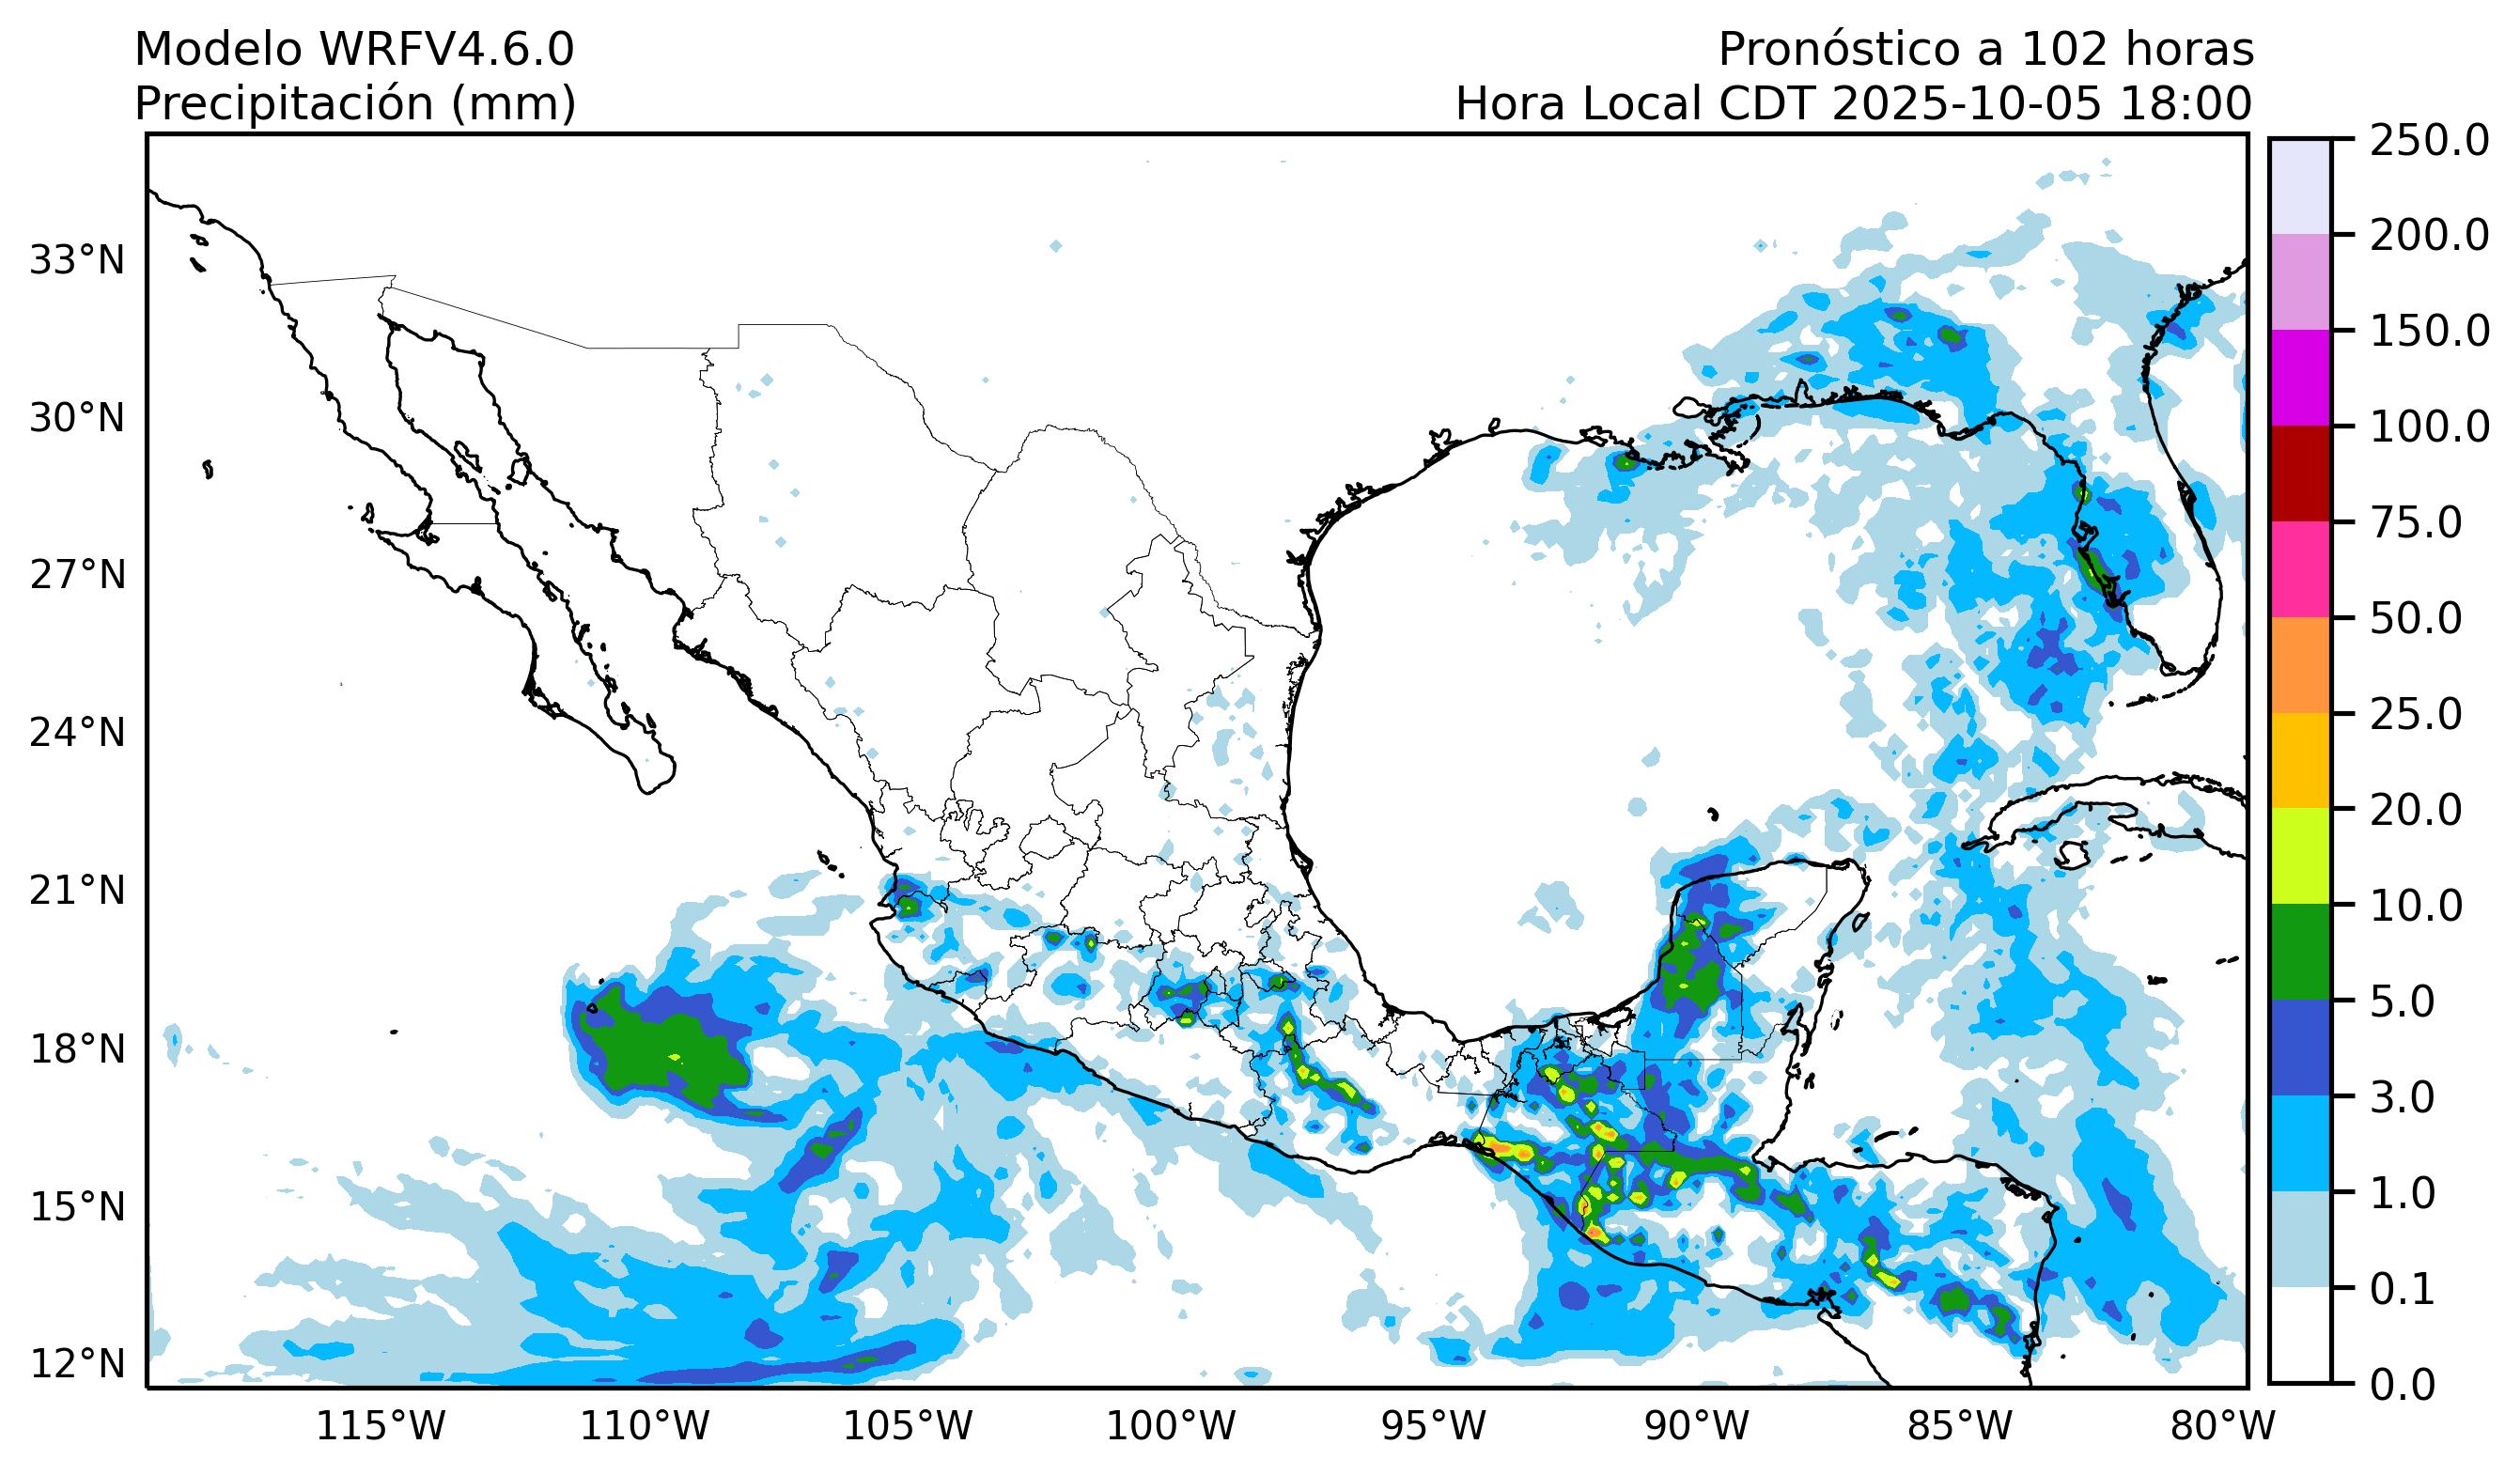 Modelo WRFV4.6.0
Precipitación (mm)
Pronóstico a 102 horas
Hora Local CDT 2025-10-05 18:00
33°N
30°N
27°N
24°N
21°N
18°N
15°N
12°N
115°W
110°W
105°W
100°W
95°W
90°W
85°W
80°W
250.0
200.0
150.0
100.0
75.0
50.0
25.0
20.0
10.0
5.0
3.0
1.0
0.1
0.0